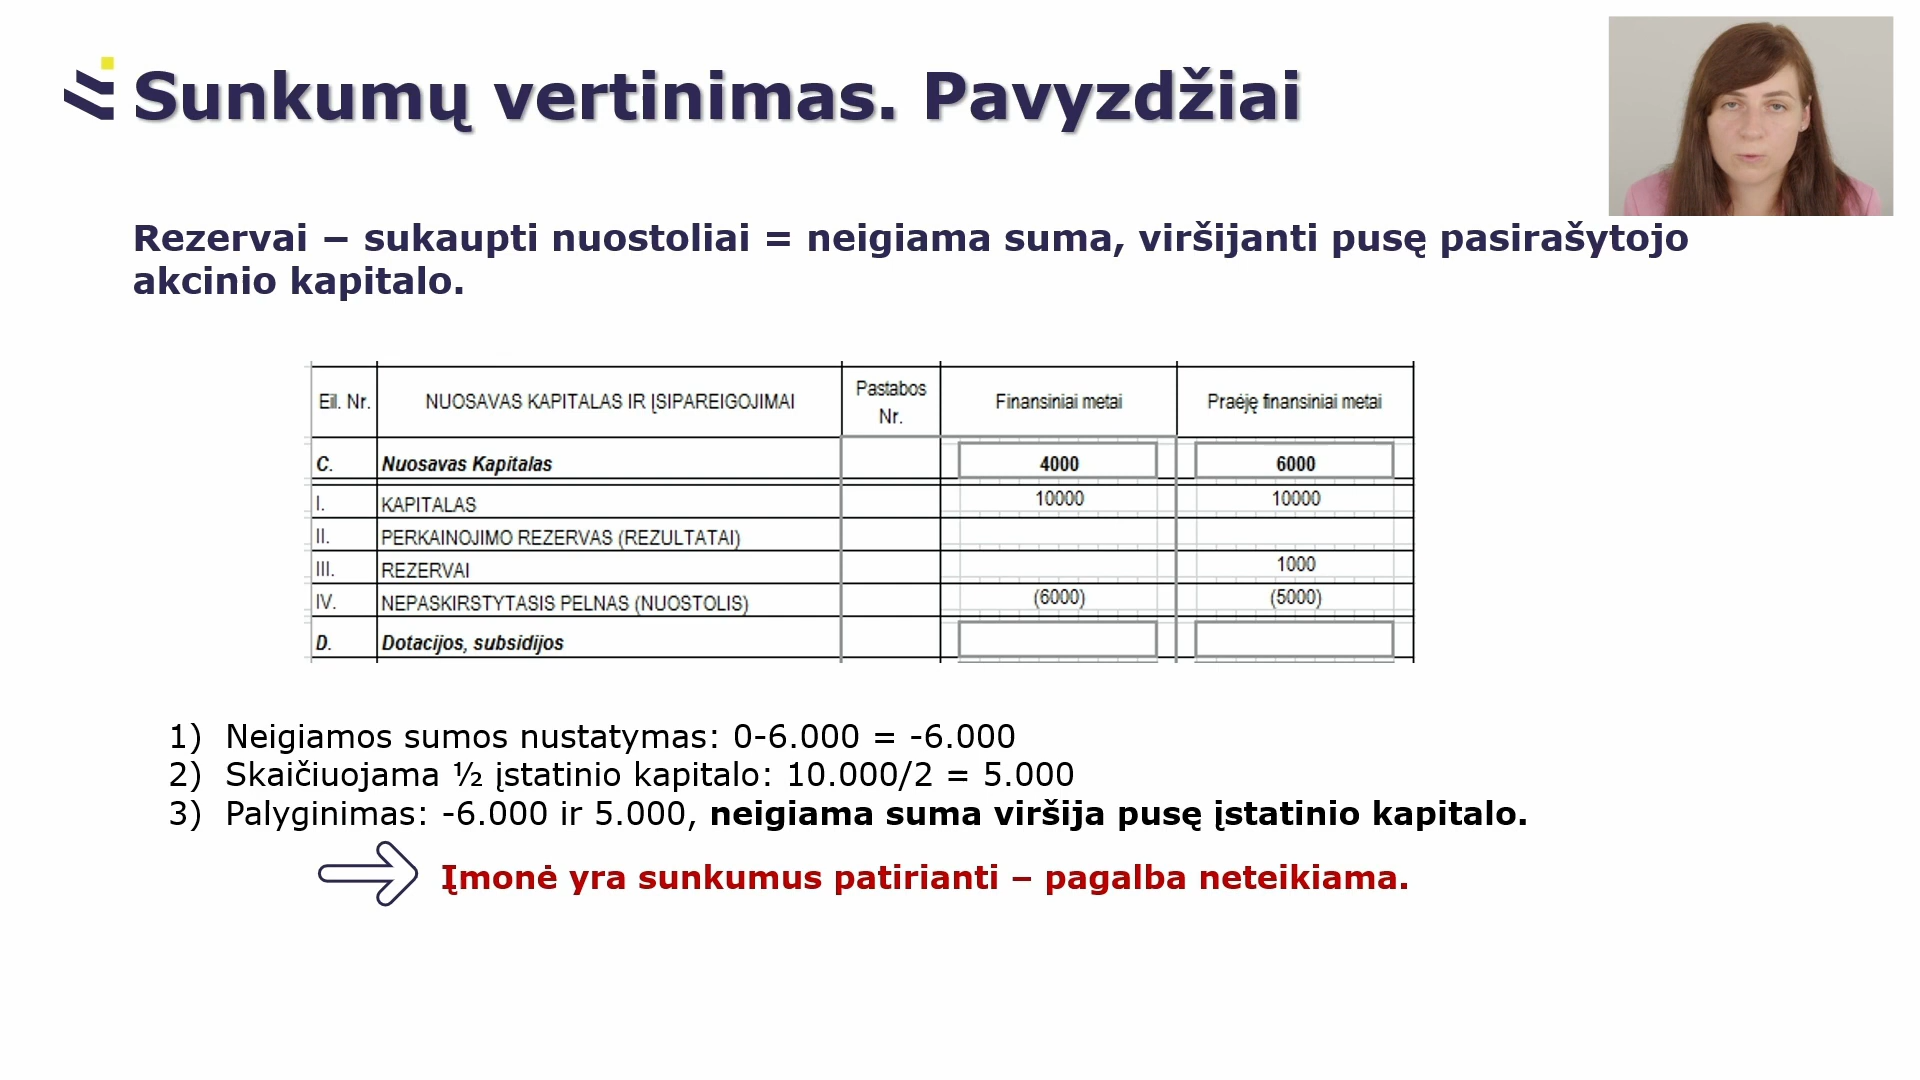 Sunkumų vertinimas. Pavyzdžiai
Rezervai – sukaupti nuostoliai = neigiama suma, viršijanti pusę pasirašytojo
akcinio kapitalo.
Eil. Nr. NUOSAVAS KAPITALAS IR ĮSIPAREIGOJIMAI Pastabos Nr. Finansiniai metai Praėję finansiniai metai
C. Nuosavas Kapitalas 4000 6000
I. KAPITALAS 10000 10000
II. PERKAINOJIMO REZERVAS (REZULTATAI)
III. REZERVAI 1000
IV. NEPASKIRSTYTASIS PELNAS (NUOSTOLIS) (6000) (5000)
D. Dotacijos, subsidijos
1) Neigiamos sumos nustatymas: 0-6.000 = -6.000
2) Skaičiuojama ½ įstatinio kapitalo: 10.000/2 = 5.000
3) Palyginimas: -6.000 ir 5.000, neigiama suma viršija pusę įstatinio kapitalo.
Įmonė yra sunkumus patirianti – pagalba neteikiama.